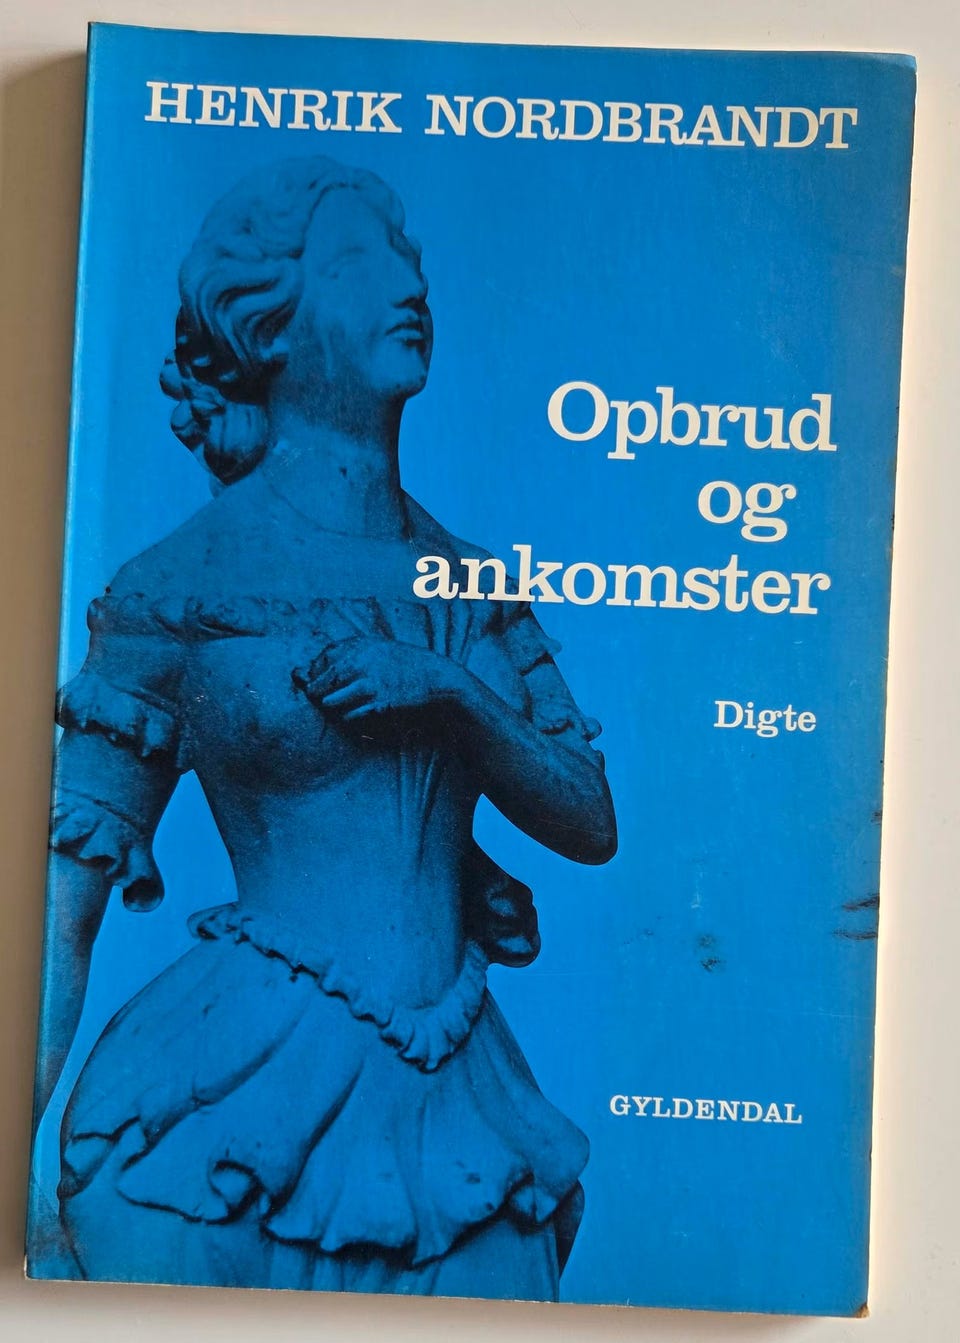 HENRIK NORDBRANDT
Opbrud
og
ankomster
Digte
GYLDENDAL